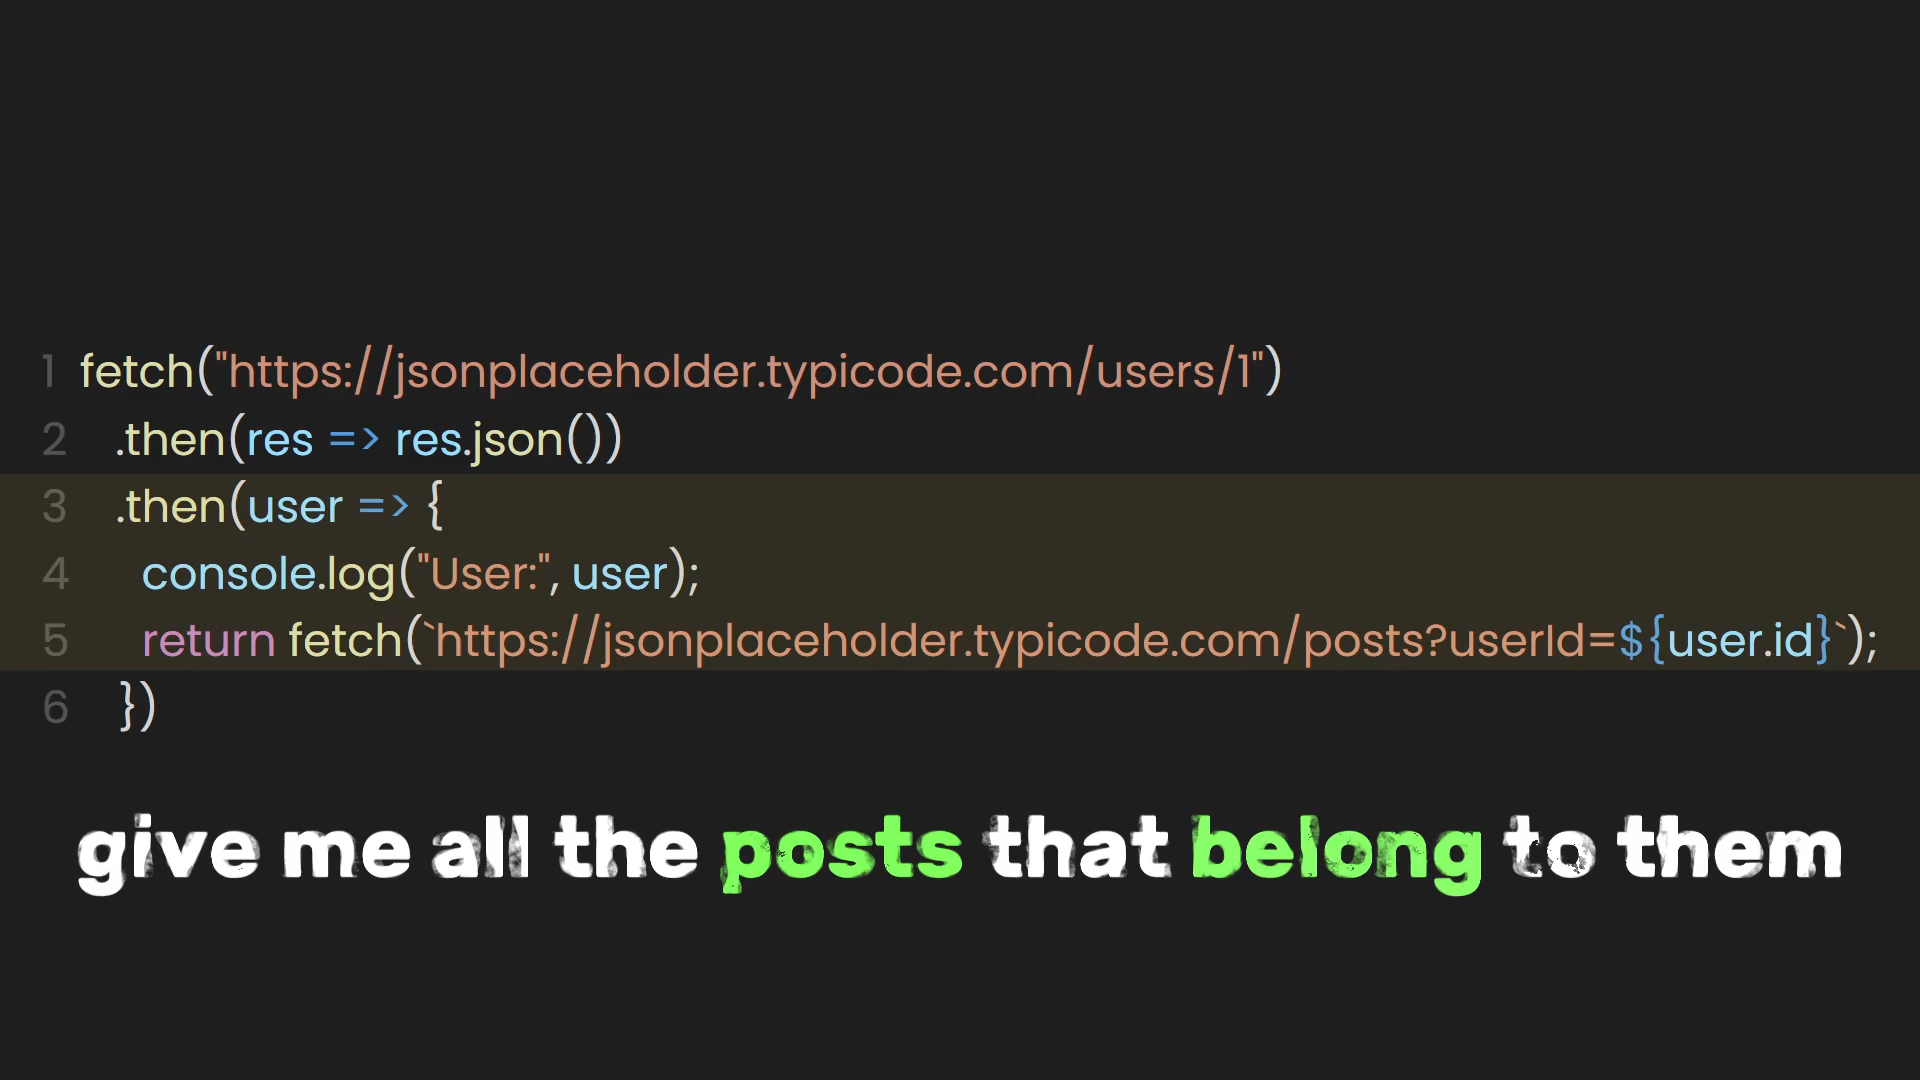 1 fetch("https://jsonplaceholder.typicode.com/users/1")
2 .then(res => res.json())
3 .then(user => {
4 console.log("User:", user);
5 return fetch(`https://jsonplaceholder.typicode.com/posts?userId=${user.id}`);
6 })
give me all the posts that belong to them